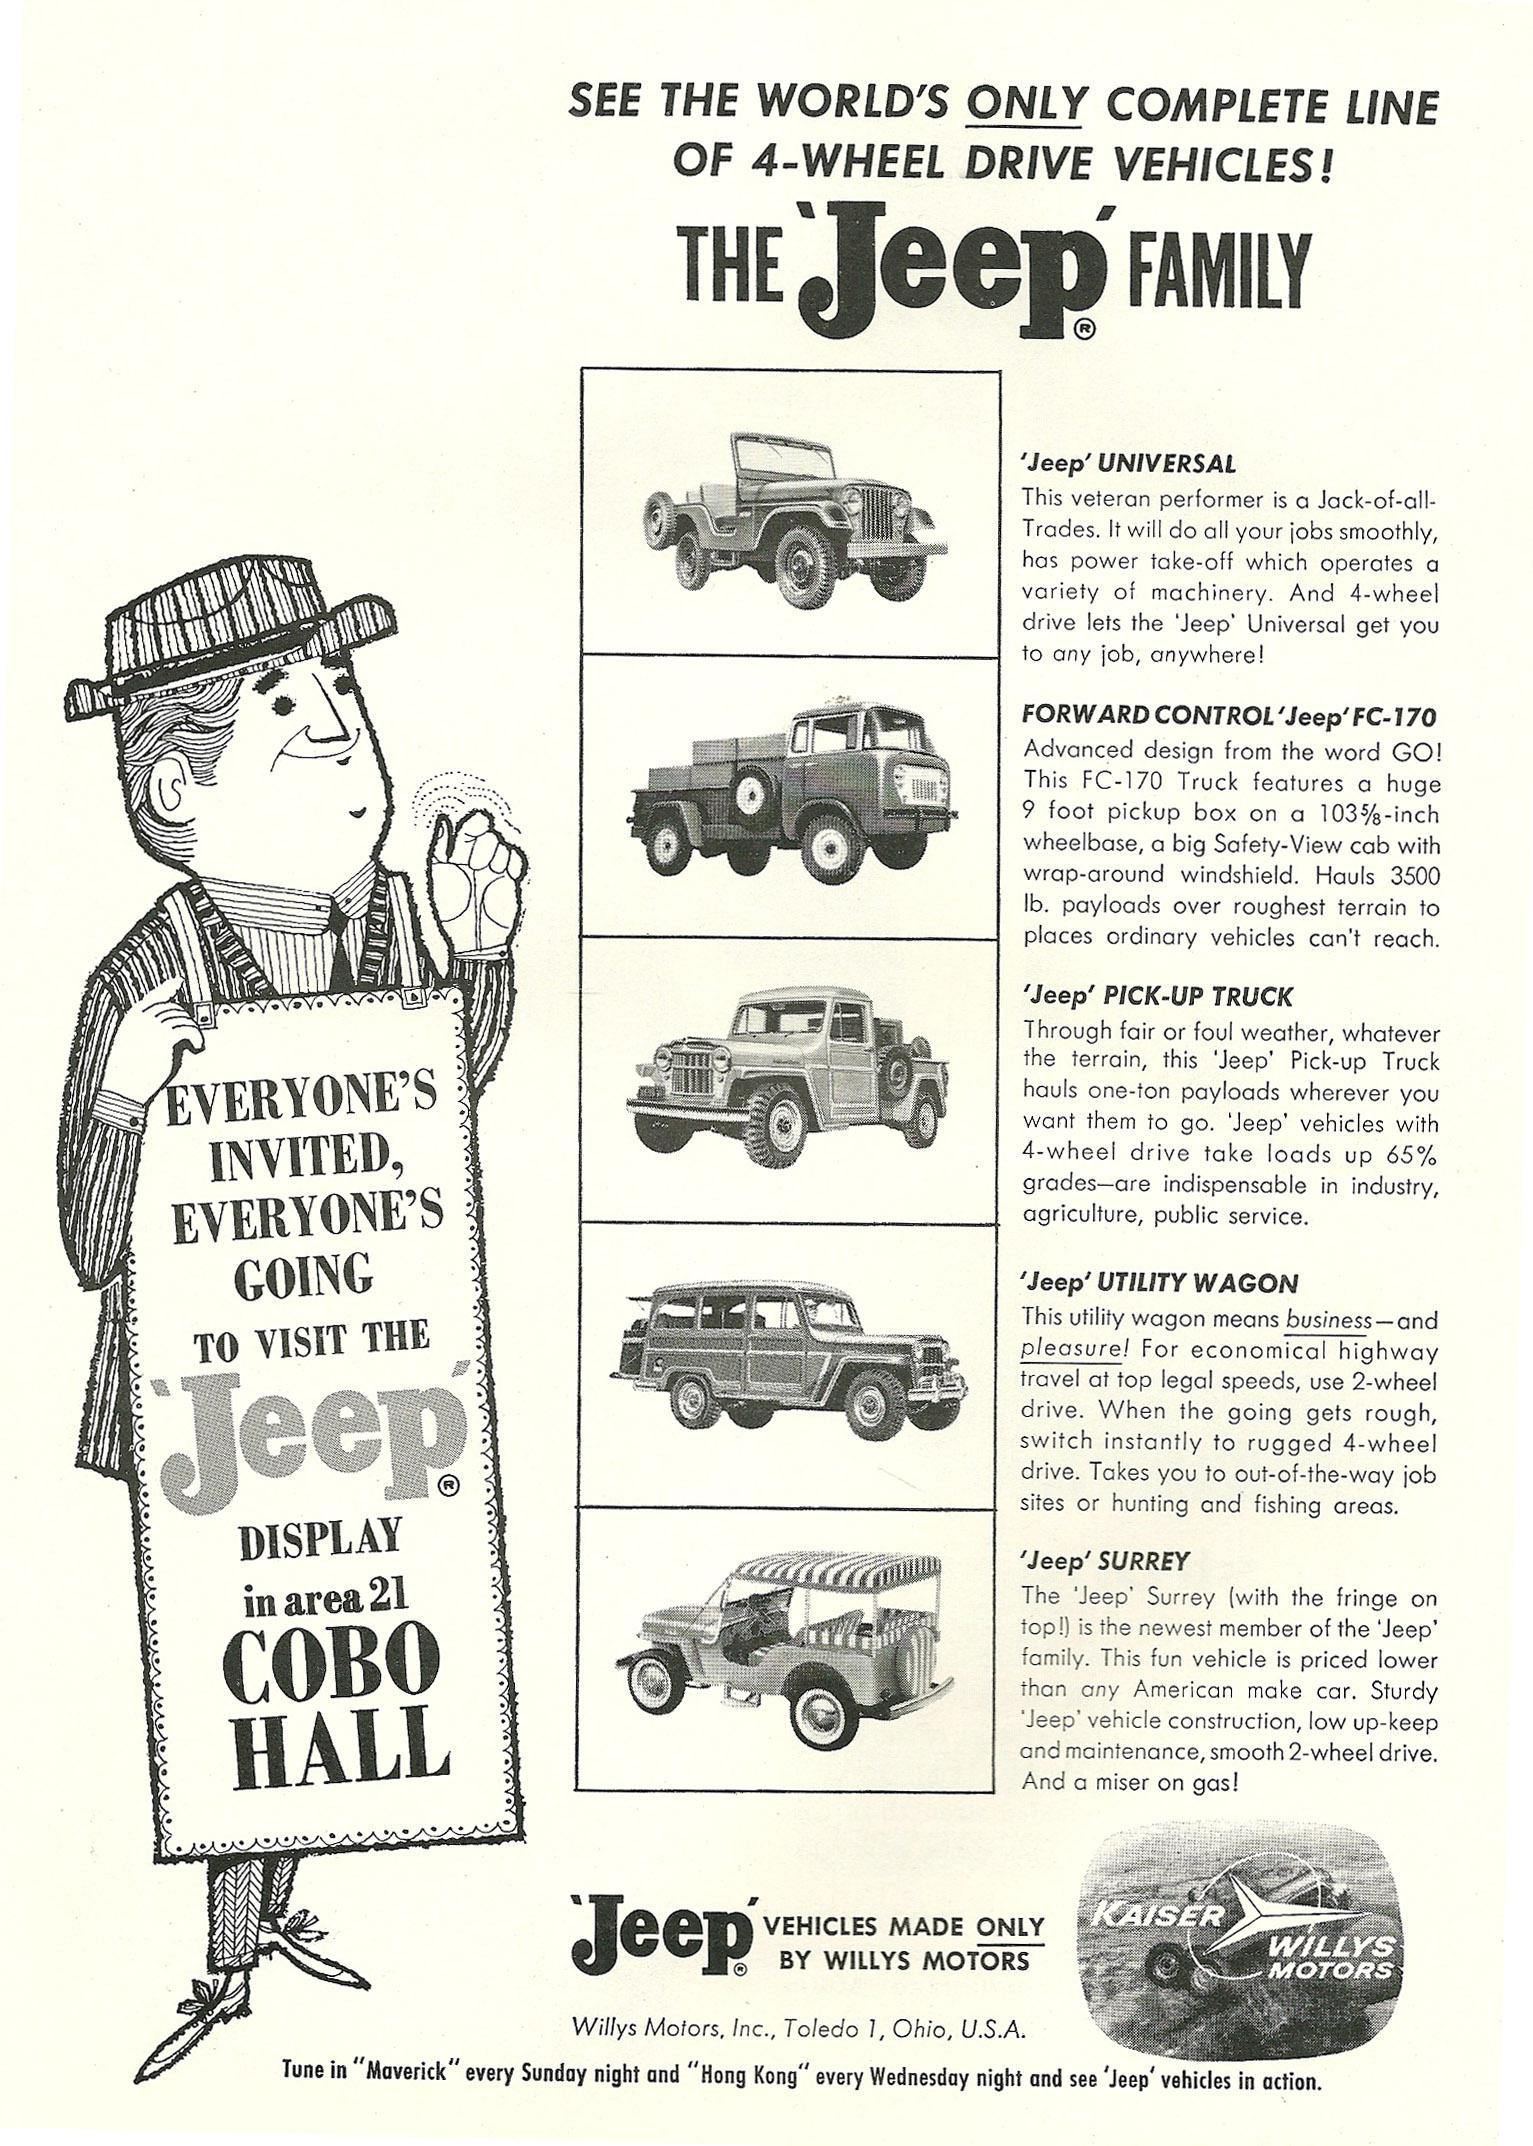 SEE THE WORLD'S ONLY COMPLETE LINE
OF 4-WHEEL DRIVE VEHICLES!
THE 'Jeep' FAMILY
®
'Jeep' UNIVERSAL
This veteran performer is a Jack-of-all-
Trades. It will do all your jobs smoothly,
has power take-off which operates a
variety of machinery. And 4-wheel
drive lets the 'Jeep' Universal get you
to any job, anywhere!
FORWARD CONTROL 'Jeep' FC-170
Advanced design from the word GO!
This FC-170 Truck features a huge
9 foot pickup box on a 103⅝-inch
wheelbase, a big Safety-View cab with
wrap-around windshield. Hauls 3500
lb. payloads over roughest terrain to
places ordinary vehicles can't reach.
'Jeep' PICK-UP TRUCK
Through fair or foul weather, whatever
the terrain, this 'Jeep' Pick-up Truck
hauls one-ton payloads wherever you
want them to go. 'Jeep' vehicles with
4-wheel drive take loads up 65%
grades—are indispensable in industry,
agriculture, public service.
'Jeep' UTILITY WAGON
This utility wagon means business—and
pleasure! For economical highway
travel at top legal speeds, use 2-wheel
drive. When the going gets rough,
switch instantly to rugged 4-wheel
drive. Takes you to out-of-the-way job
sites or hunting and fishing areas.
'Jeep' SURREY
The 'Jeep' Surrey (with the fringe on
top!) is the newest member of the 'Jeep'
family. This fun vehicle is priced lower
than any American make car. Sturdy
'Jeep' vehicle construction, low up-keep
and maintenance, smooth 2-wheel drive.
And a miser on gas!
EVERYONE'S
INVITED,
EVERYONE'S
GOING
TO VISIT THE
'Jeep'
®
DISPLAY
in area 21
COBO
HALL
'Jeep'® VEHICLES MADE ONLY
BY WILLYS MOTORS
KAISER
WILLYS
MOTORS
Willys Motors, Inc., Toledo 1, Ohio, U.S.A.
Tune in "Maverick" every Sunday night and "Hong Kong" every Wednesday night and see 'Jeep' vehicles in action.